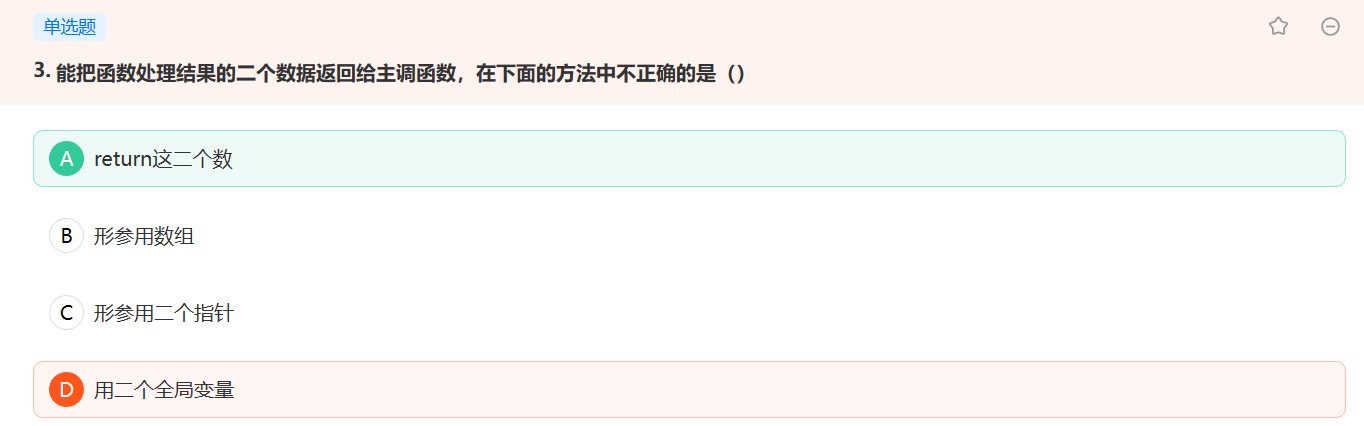 单选题
3. 能把函数处理结果的二个数据返回给主调函数，在下面的方法中不正确的是（）
A return这二个数
B 形参用数组
C 形参用二个指针
D 用二个全局变量